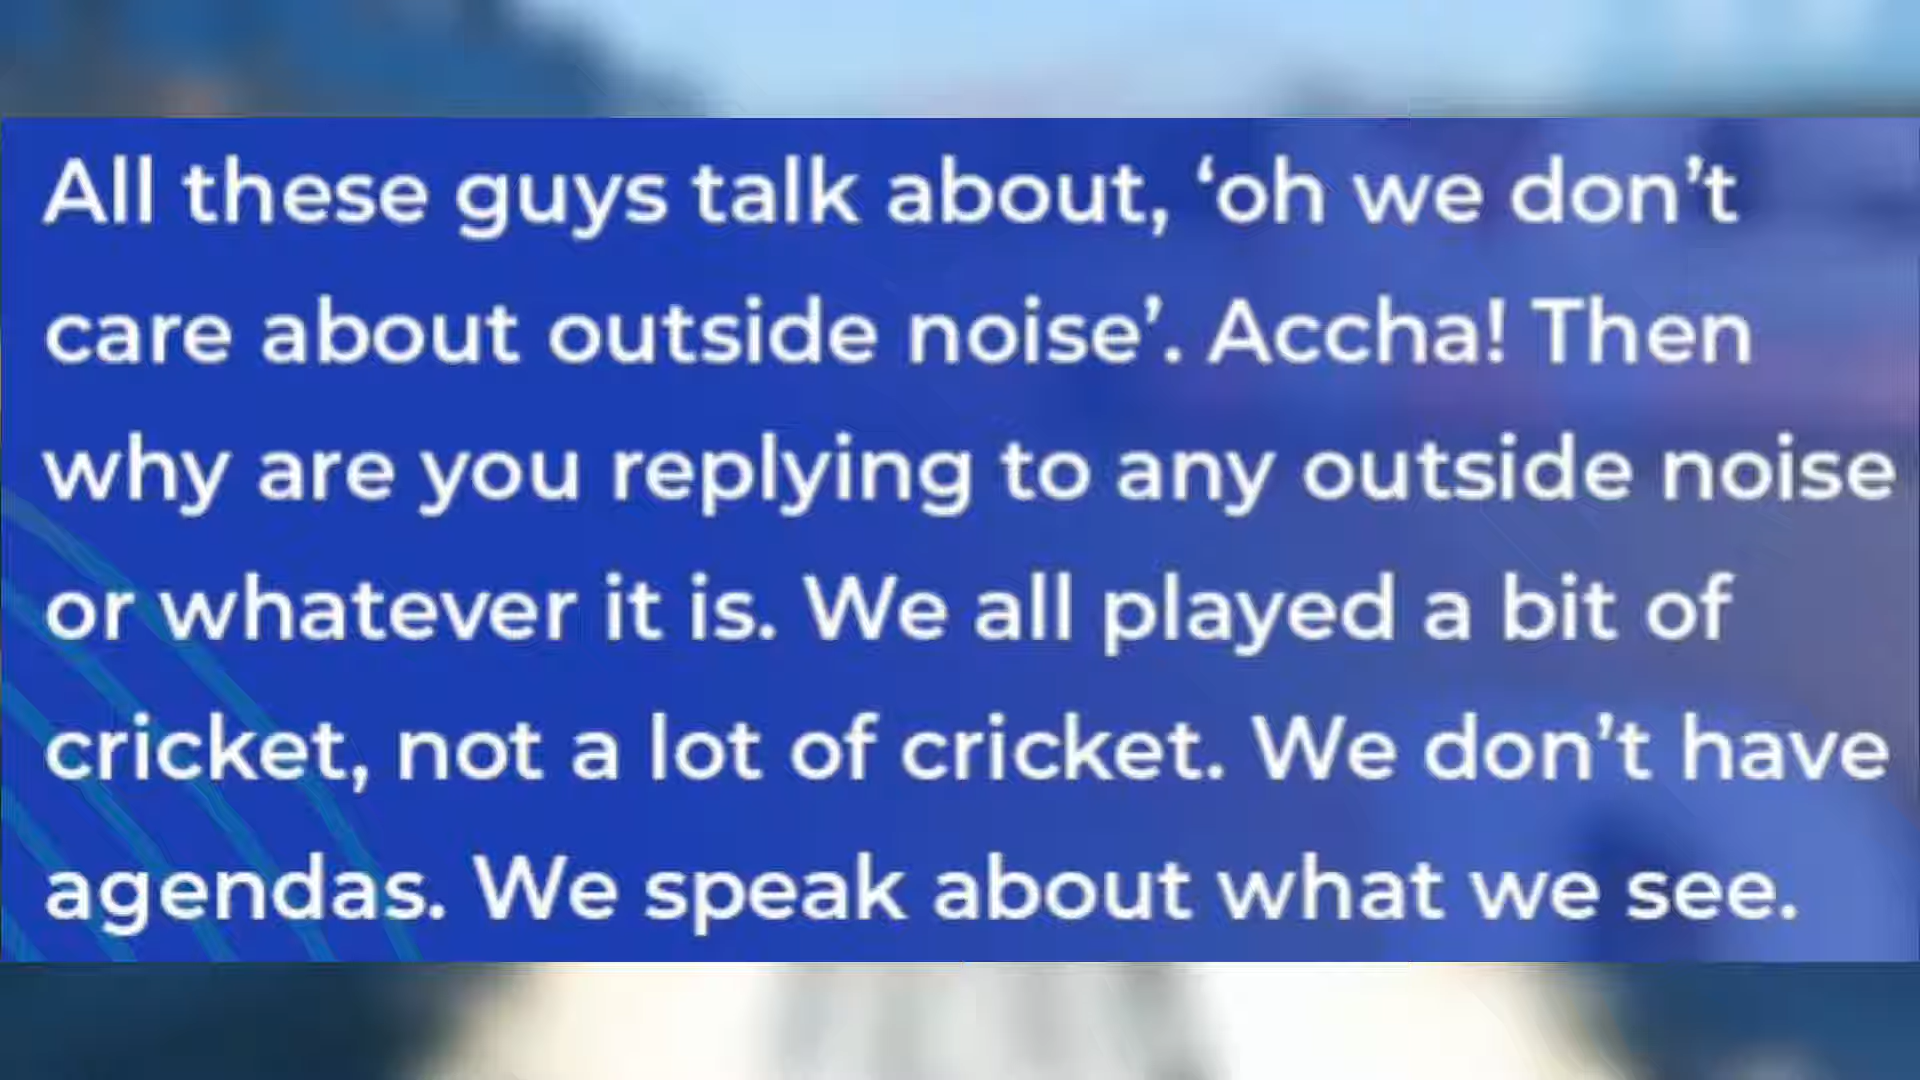 All these guys talk about, ‘oh we don’t
care about outside noise’. Accha! Then
why are you replying to any outside noise
or whatever it is. We all played a bit of
cricket, not a lot of cricket. We don’t have
agendas. We speak about what we see.